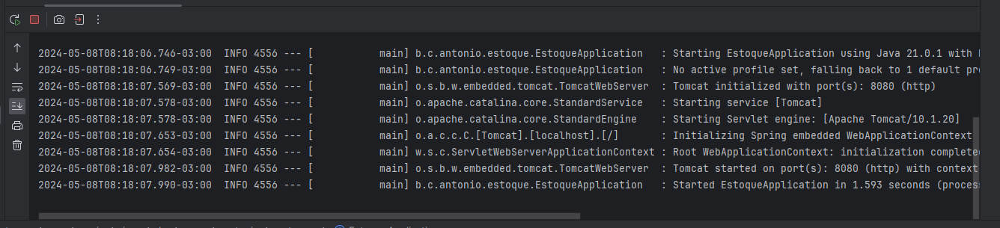 2024-05-08T08:18:06.746-03:00  INFO 4556 --- [           main] b.c.antonio.estoque.EstoqueApplication   : Starting EstoqueApplication using Java 21.0.1 with
2024-05-08T08:18:06.749-03:00  INFO 4556 --- [           main] b.c.antonio.estoque.EstoqueApplication   : No active profile set, falling back to 1 default
2024-05-08T08:18:07.569-03:00  INFO 4556 --- [           main] o.s.b.w.embedded.tomcat.TomcatWebServer  : Tomcat initialized with port(s): 8080 (http)
2024-05-08T08:18:07.578-03:00  INFO 4556 --- [           main] o.apache.catalina.core.StandardService   : Starting service [Tomcat]
2024-05-08T08:18:07.578-03:00  INFO 4556 --- [           main] o.apache.catalina.core.StandardEngine    : Starting Servlet engine: [Apache Tomcat/10.1.20]
2024-05-08T08:18:07.653-03:00  INFO 4556 --- [           main] o.a.c.c.C.[Tomcat].[localhost].[/]       : Initializing Spring embedded WebApplicationContext
2024-05-08T08:18:07.654-03:00  INFO 4556 --- [           main] w.s.c.ServletWebServerApplicationContext : Root WebApplicationContext: initialization completed
2024-05-08T08:18:07.982-03:00  INFO 4556 --- [           main] o.s.b.w.embedded.tomcat.TomcatWebServer  : Tomcat started on port(s): 8080 (http) with context
2024-05-08T08:18:07.990-03:00  INFO 4556 --- [           main] b.c.antonio.estoque.EstoqueApplication   : Started EstoqueApplication in 1.593 seconds (process